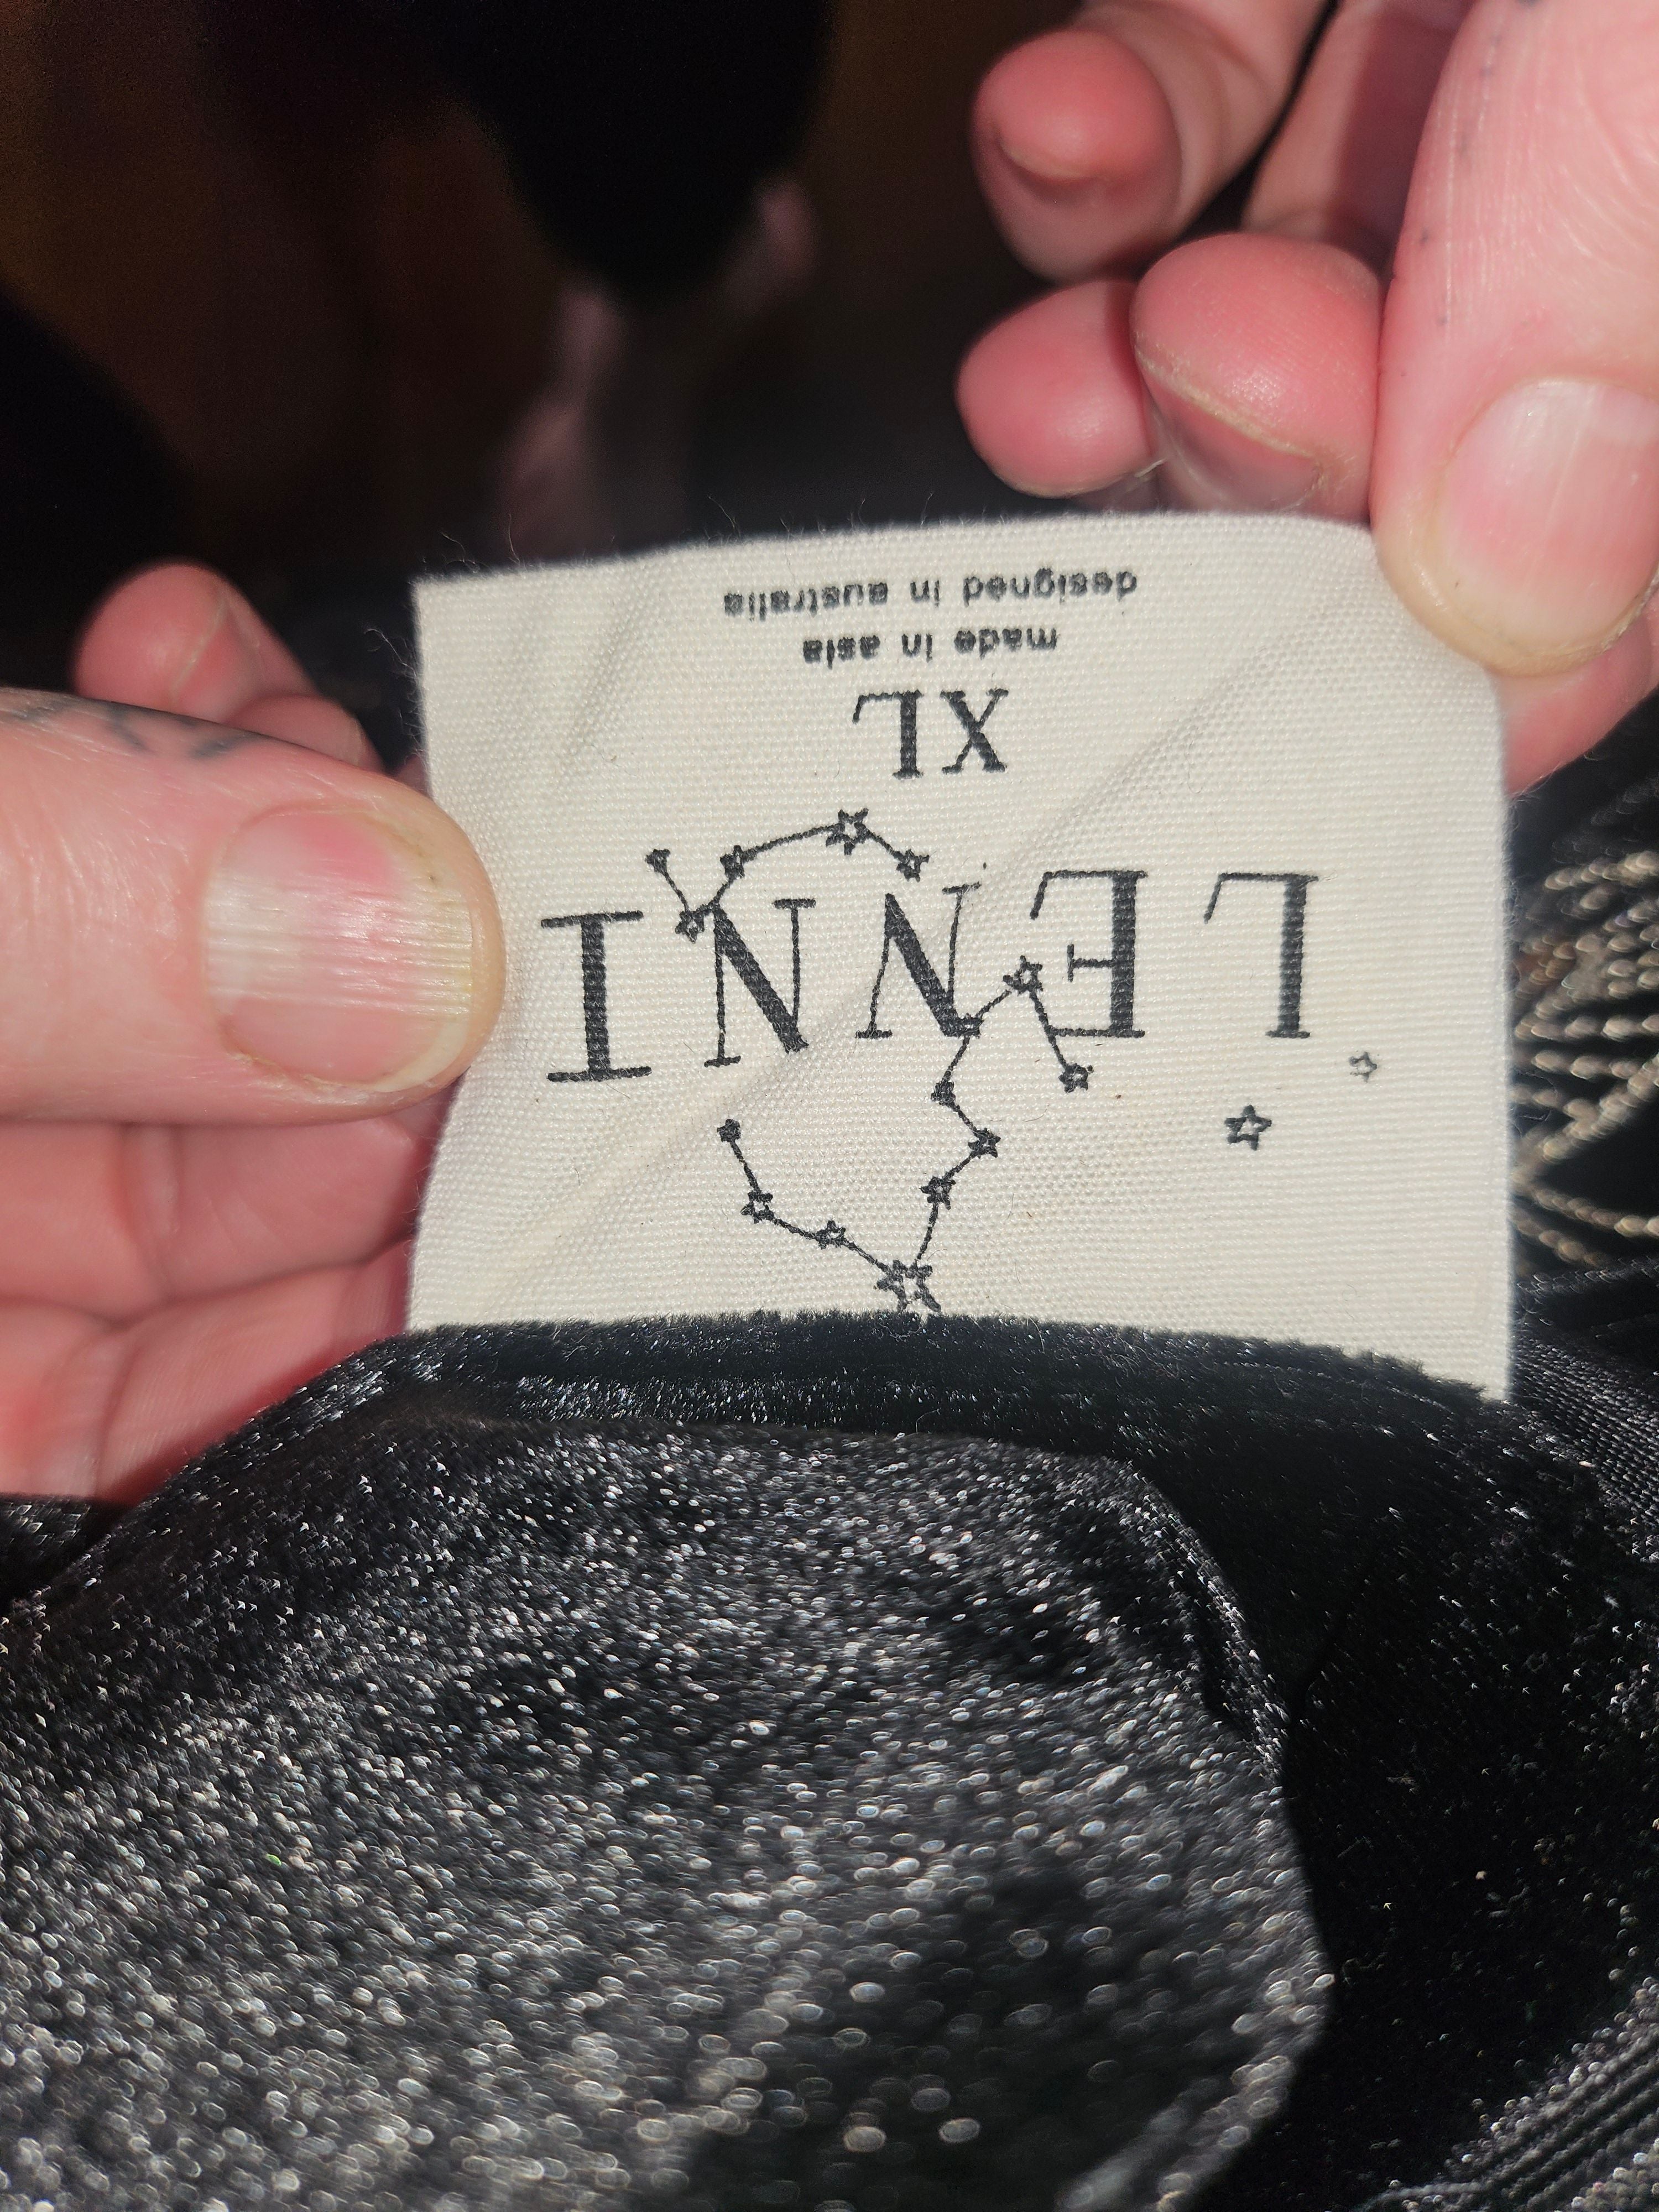 LENNI
XL
made in asia
designed in australia